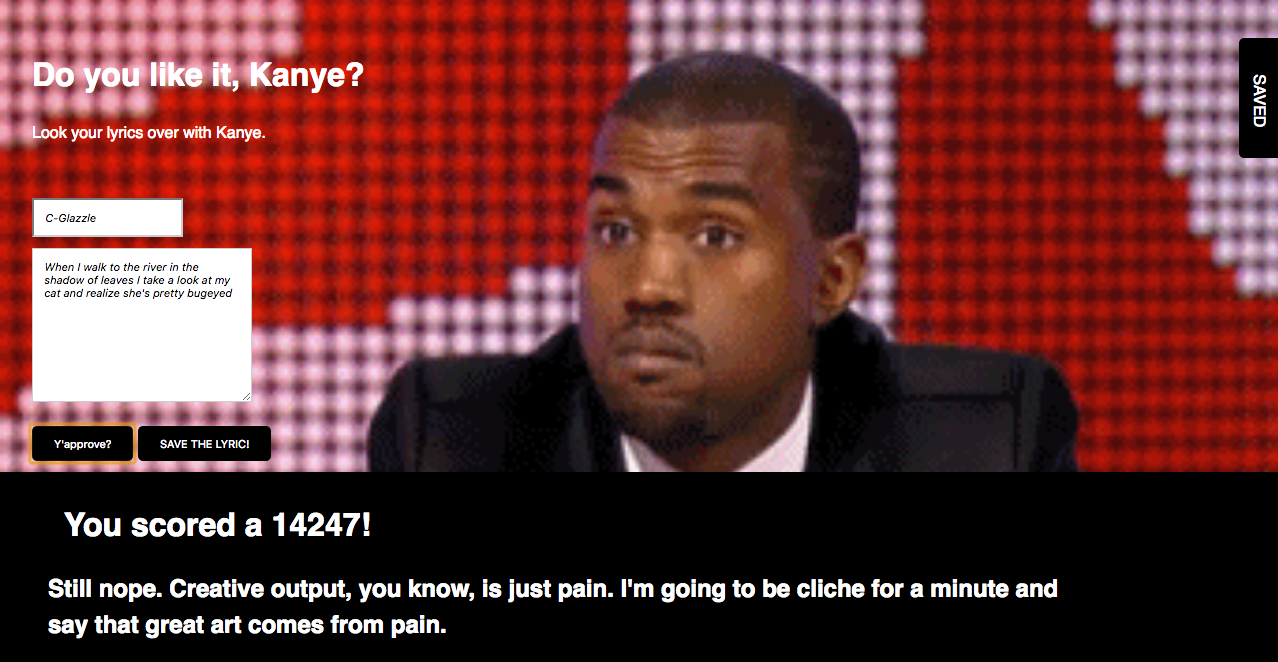 Do you like it, Kanye?
SAVED
Look your lyrics over with Kanye.
C-Glazzle
When I walk to the river in the
shadow of leaves I take a look at my
cat and realize she's pretty bugeyed
Y'approve?
SAVE THE LYRIC!
You scored a 14247!
Still nope. Creative output, you know, is just pain. I'm going to be cliche for a minute and
say that great art comes from pain.